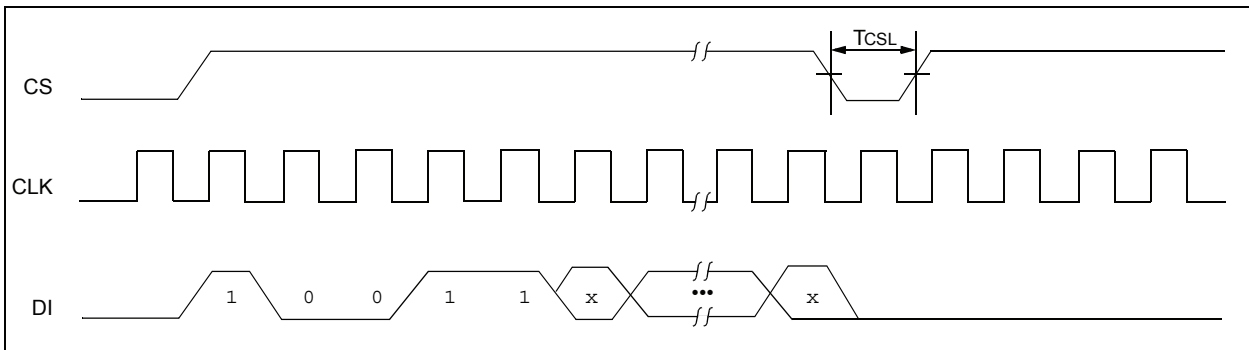 TCSL
CS
CLK
DI
1 0 0 1 1 x ••• x